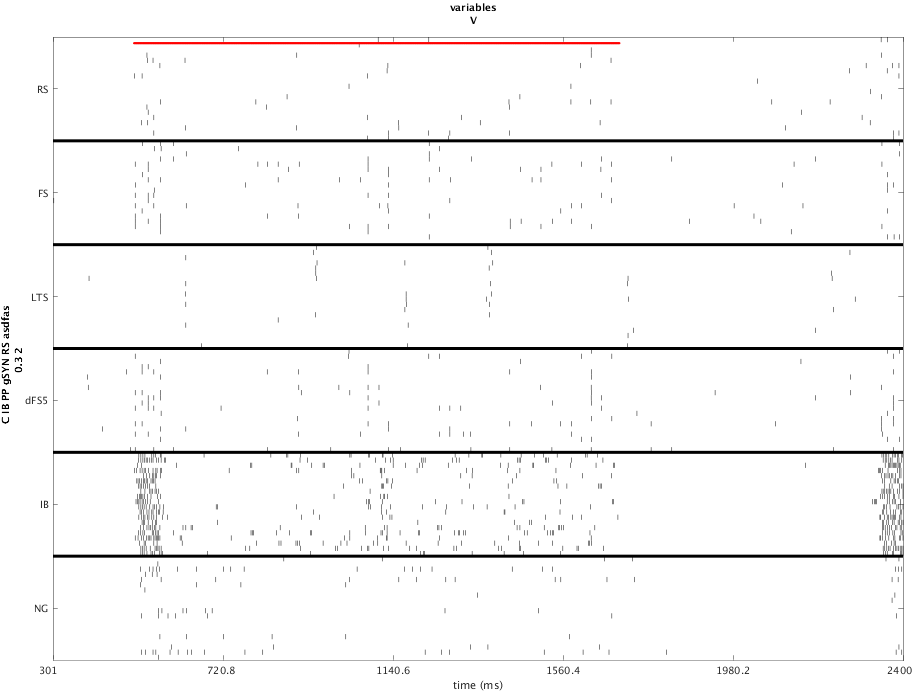 variables
V
RS
FS
LTS
dFS5
IB
NG
C IB PP gSYN RS asdfas
0.3 2
301
720.8
1140.6
1560.4
1980.2
2400
time (ms)